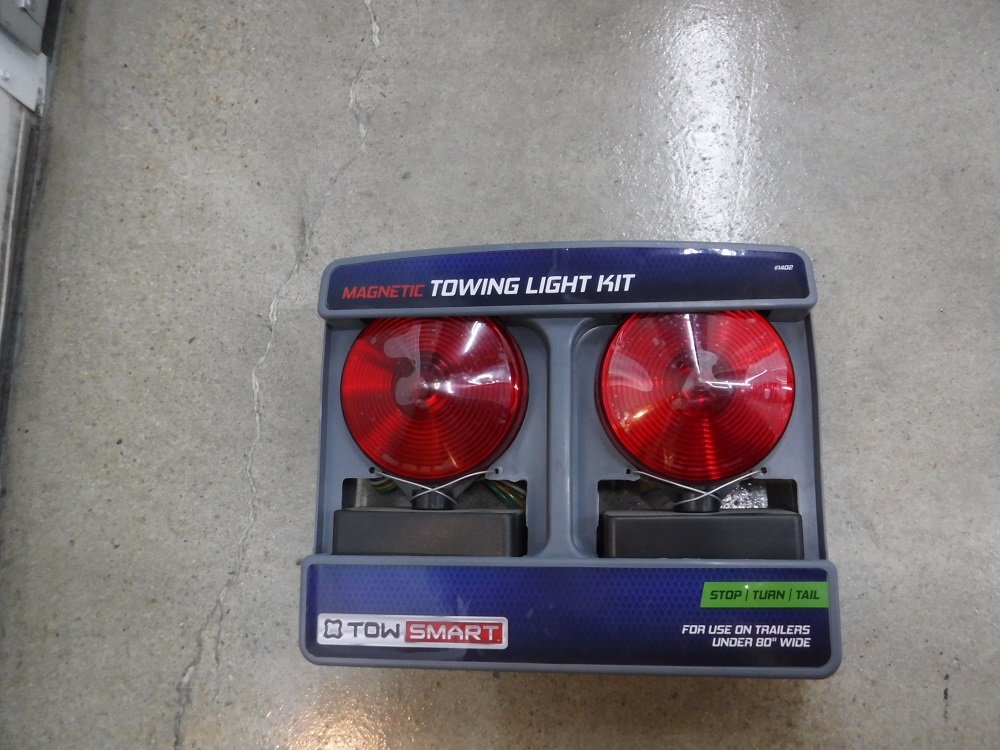 MAGNETIC TOWING LIGHT KIT
#1402
STOP | TURN | TAIL
TOW SMART
FOR USE ON TRAILERS
UNDER 80" WIDE